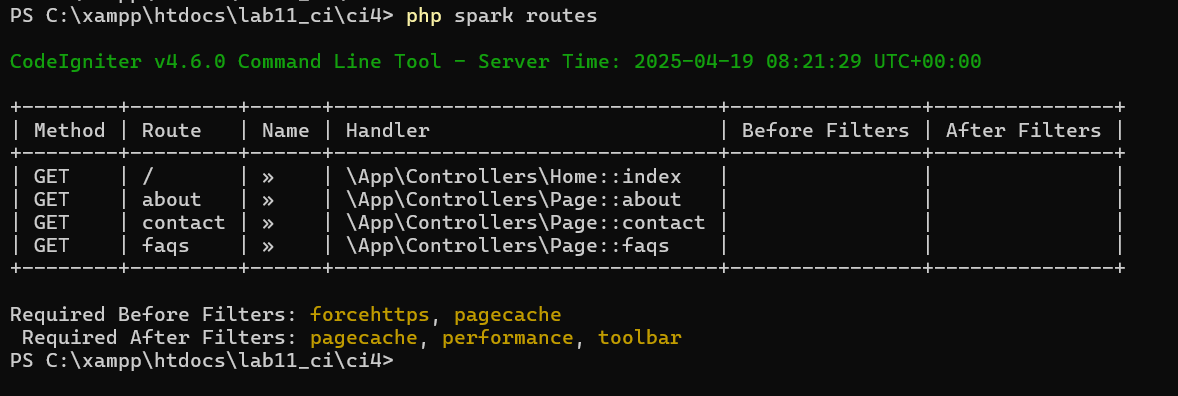 PS C:\xampp\htdocs\lab11_ci\ci4> php spark routes
CodeIgniter v4.6.0 Command Line Tool - Server Time: 2025-04-19 08:21:29 UTC+00:00
+--------+---------+------+--------------------------------+----------------+---------------+
| Method | Route   | Name | Handler                        | Before Filters | After Filters |
+--------+---------+------+--------------------------------+----------------+---------------+
| GET    | /       | »    | \App\Controllers\Home::index   |                |               |
| GET    | about   | »    | \App\Controllers\Page::about   |                |               |
| GET    | contact | »    | \App\Controllers\Page::contact |                |               |
| GET    | faqs    | »    | \App\Controllers\Page::faqs    |                |               |
+--------+---------+------+--------------------------------+----------------+---------------+
Required Before Filters: forcehttps, pagecache
 Required After Filters: pagecache, performance, toolbar
PS C:\xampp\htdocs\lab11_ci\ci4>